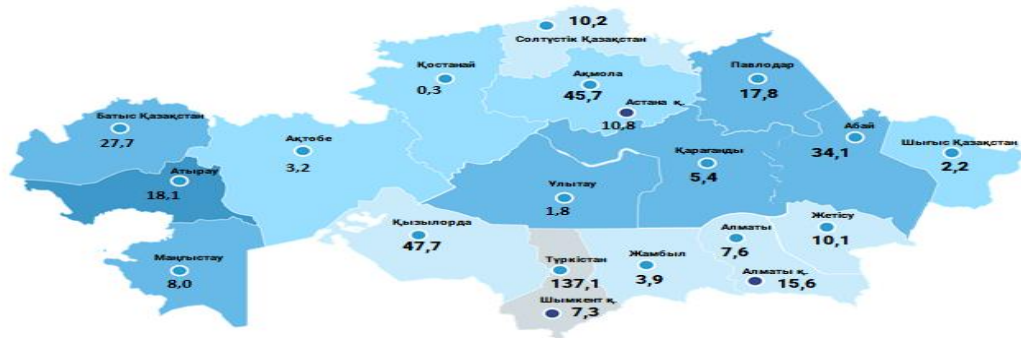 10,2
Солтүстік Қазақстан
Қостанай
0,3
Ақмола
45,7
Астана қ.
10,8
Павлодар
17,8
Батыс Қазақстан
27,7
Ақтобе
3,2
Абай
34,1
Шығыс Қазақстан
2,2
Атырау
18,1
Қарағанды
5,4
Ұлытау
1,8
Қызылорда
47,7
Алматы
7,6
Жетісу
10,1
Маңғыстау
8,0
Түркістан
137,1
Жамбыл
3,9
Алматы қ.
15,6
Шымкент қ.
7,3